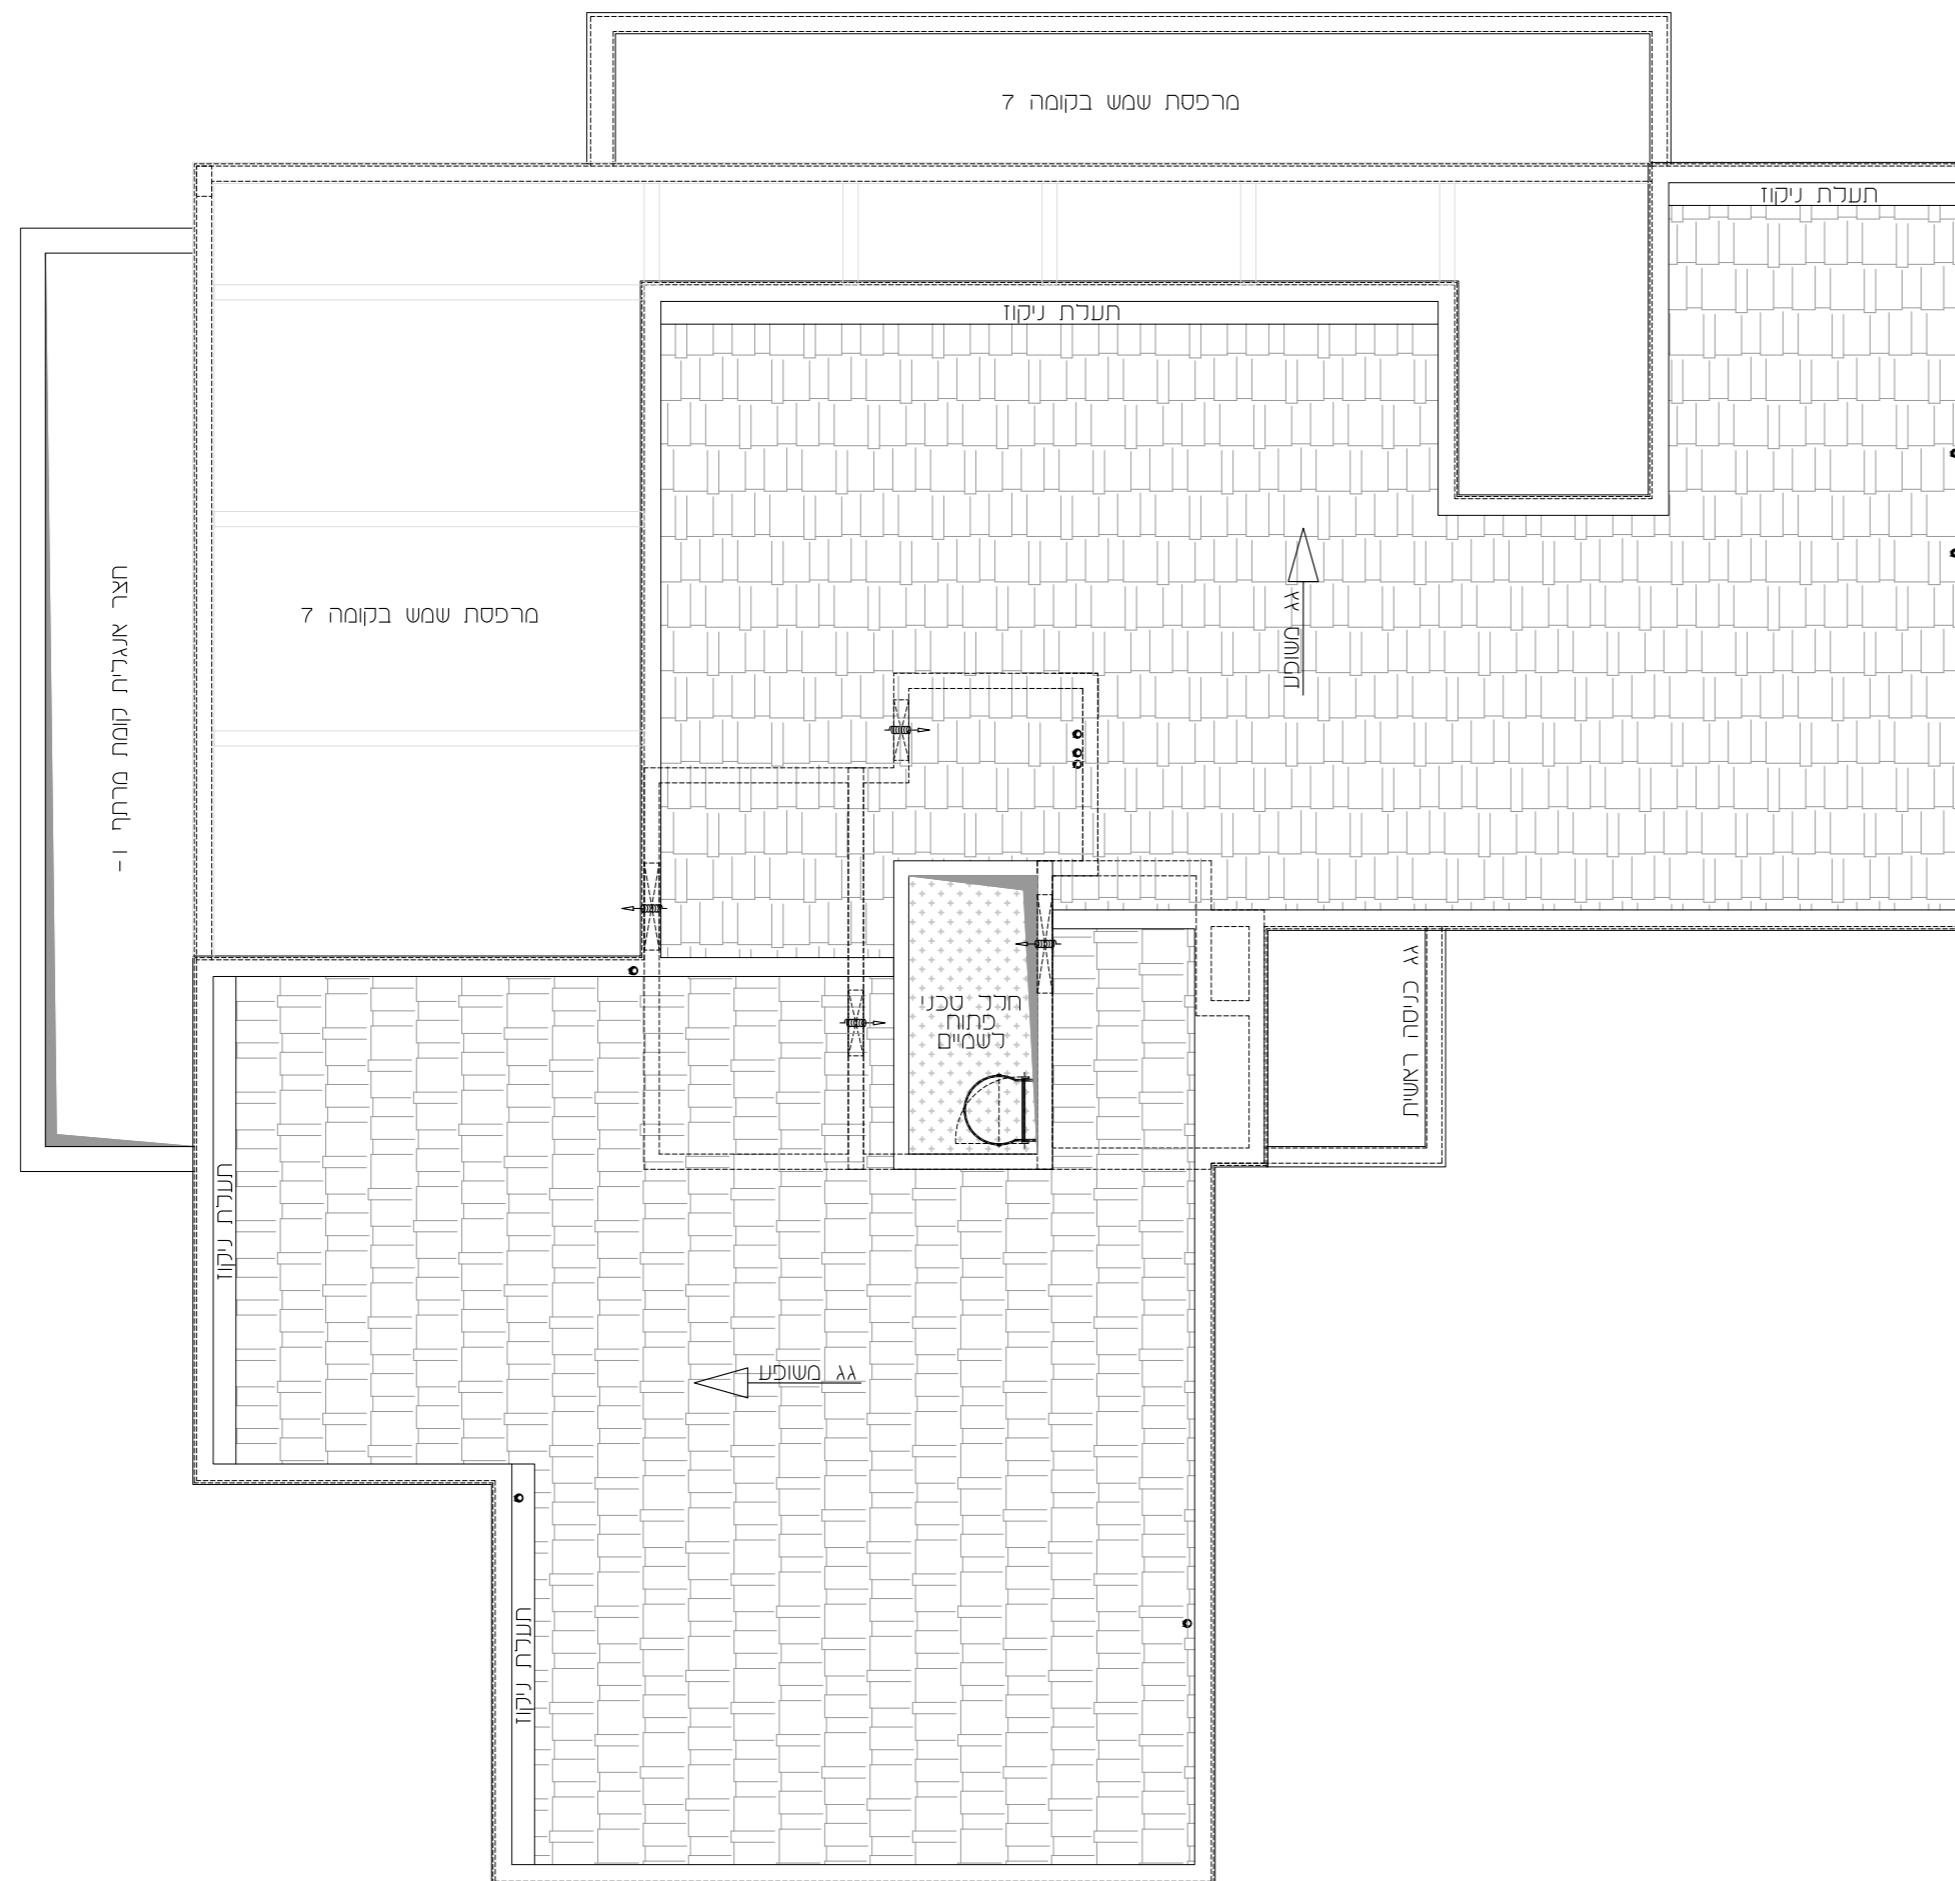 מרפסת שמש בקומה 7
תעלת ניקוז
תעלת ניקוז
גג משופע
מרפסת שמש בקומה 7
חצר אנגלית קומת מרתף 1-
גג כניסה ראשית
חלל טכני
פתוח
לשמיים
תעלת ניקוז
גג משופע
תעלת ניקוז